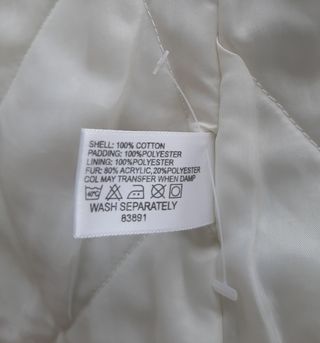 SHELL: 100% COTTON
PADDING: 100%POLYESTER
LINING: 100%POLYESTER
FUR: 80% ACRYLIC, 20%POLYESTER
COL MAY TRANSFER WHEN DAMP
40°C
WASH SEPARATELY
83891